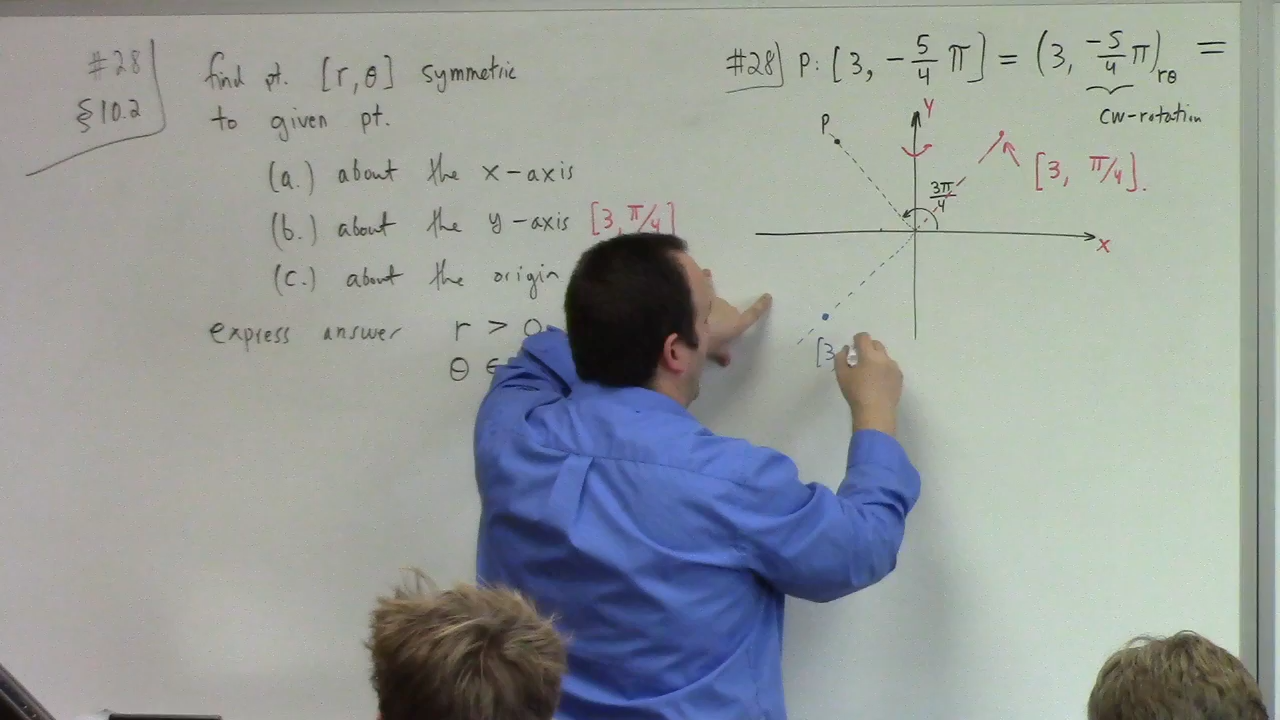 #28
§10.2
find pt. [r, θ] symmetric
to given pt.
(a.) about the x-axis
(b.) about the y-axis [3, π/4]
(c.) about the origin
express answer r > 0
θ ∈
#28) P: [3, -5/4 π] = (3, -5/4 π)rθ =
cw-rotation
P
y
3π/4
[3, π/4].
x
[3